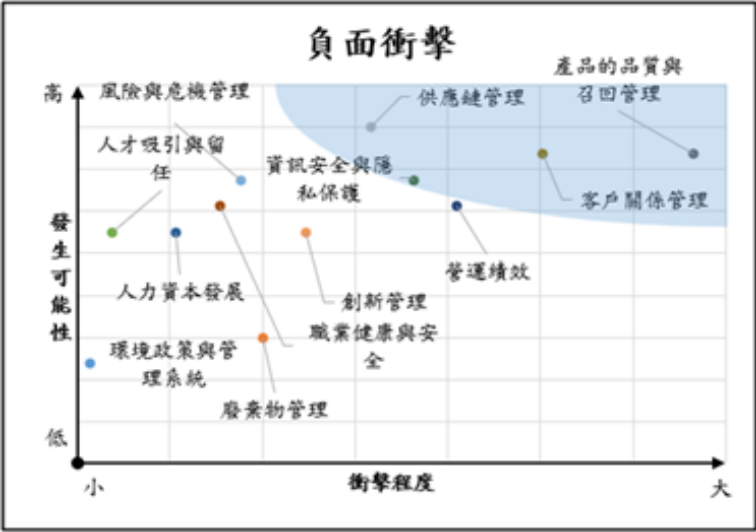 負面衝擊
產品的品質與
召回管理
高
風險與危機管理
供應鏈管理
人才吸引與留
任
資訊安全與隱
私保護
客戶關係管理
發生可能性
營運績效
人力資本發展
創新管理
職業健康與安
全
環境政策與管
理系統
廢棄物管理
低
小
衝擊程度
大